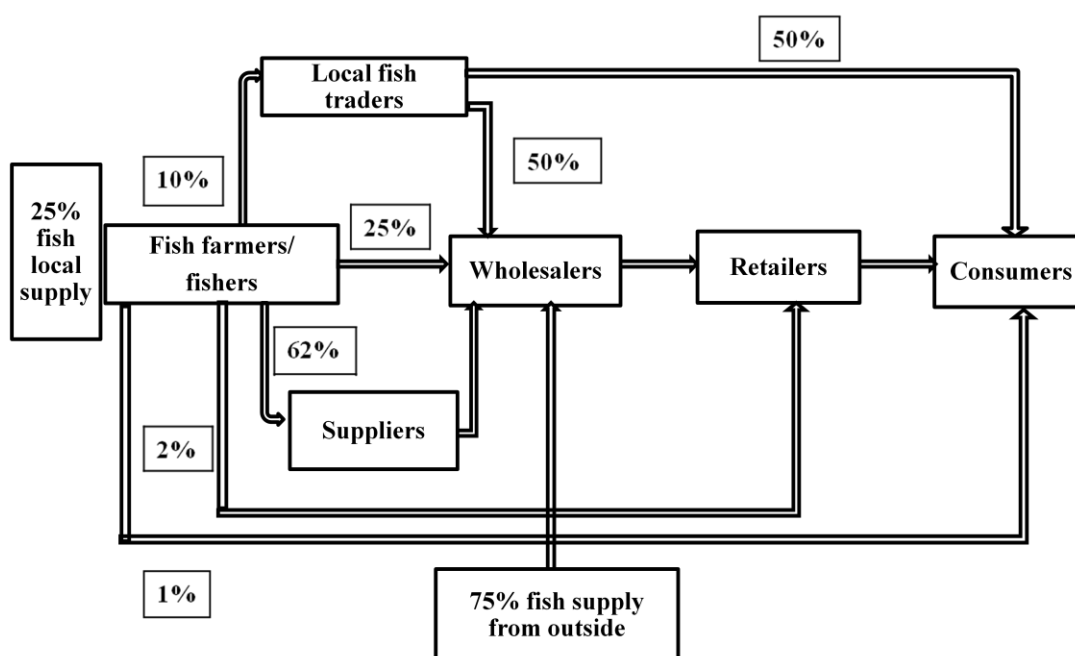 50%
Local fish
traders
50%
10%
25%
fish
local
supply
25%
Fish farmers/
fishers
Wholesalers
Retailers
Consumers
62%
Suppliers
2%
1%
75% fish supply
from outside